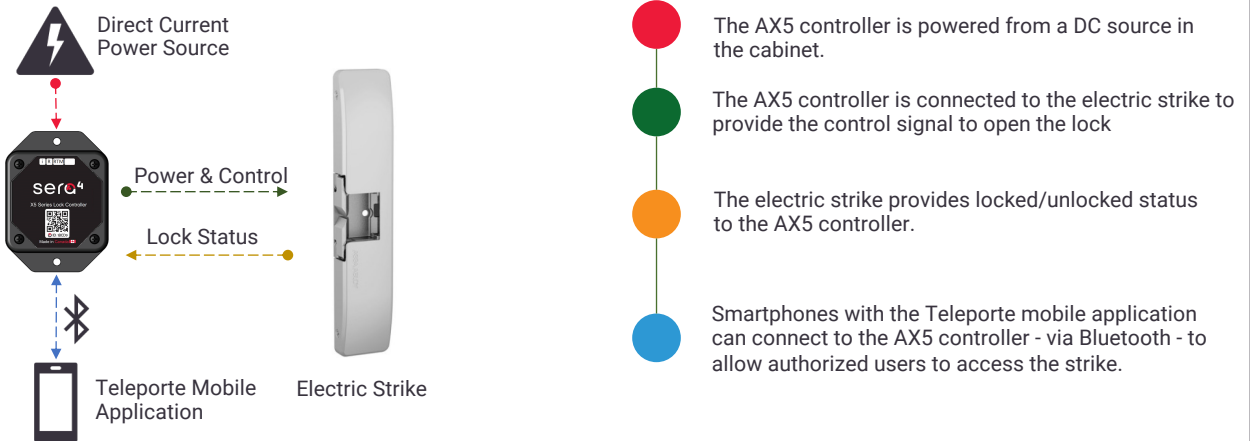 Direct Current
Power Source
sera4
X5 Series Lock Controller
Made in Canada
Power & Control
Lock Status
Teleporte Mobile
Application
Electric Strike
The AX5 controller is powered from a DC source in
the cabinet.
The AX5 controller is connected to the electric strike to
provide the control signal to open the lock
The electric strike provides locked/unlocked status
to the AX5 controller.
Smartphones with the Teleporte mobile application
can connect to the AX5 controller - via Bluetooth - to
allow authorized users to access the strike.